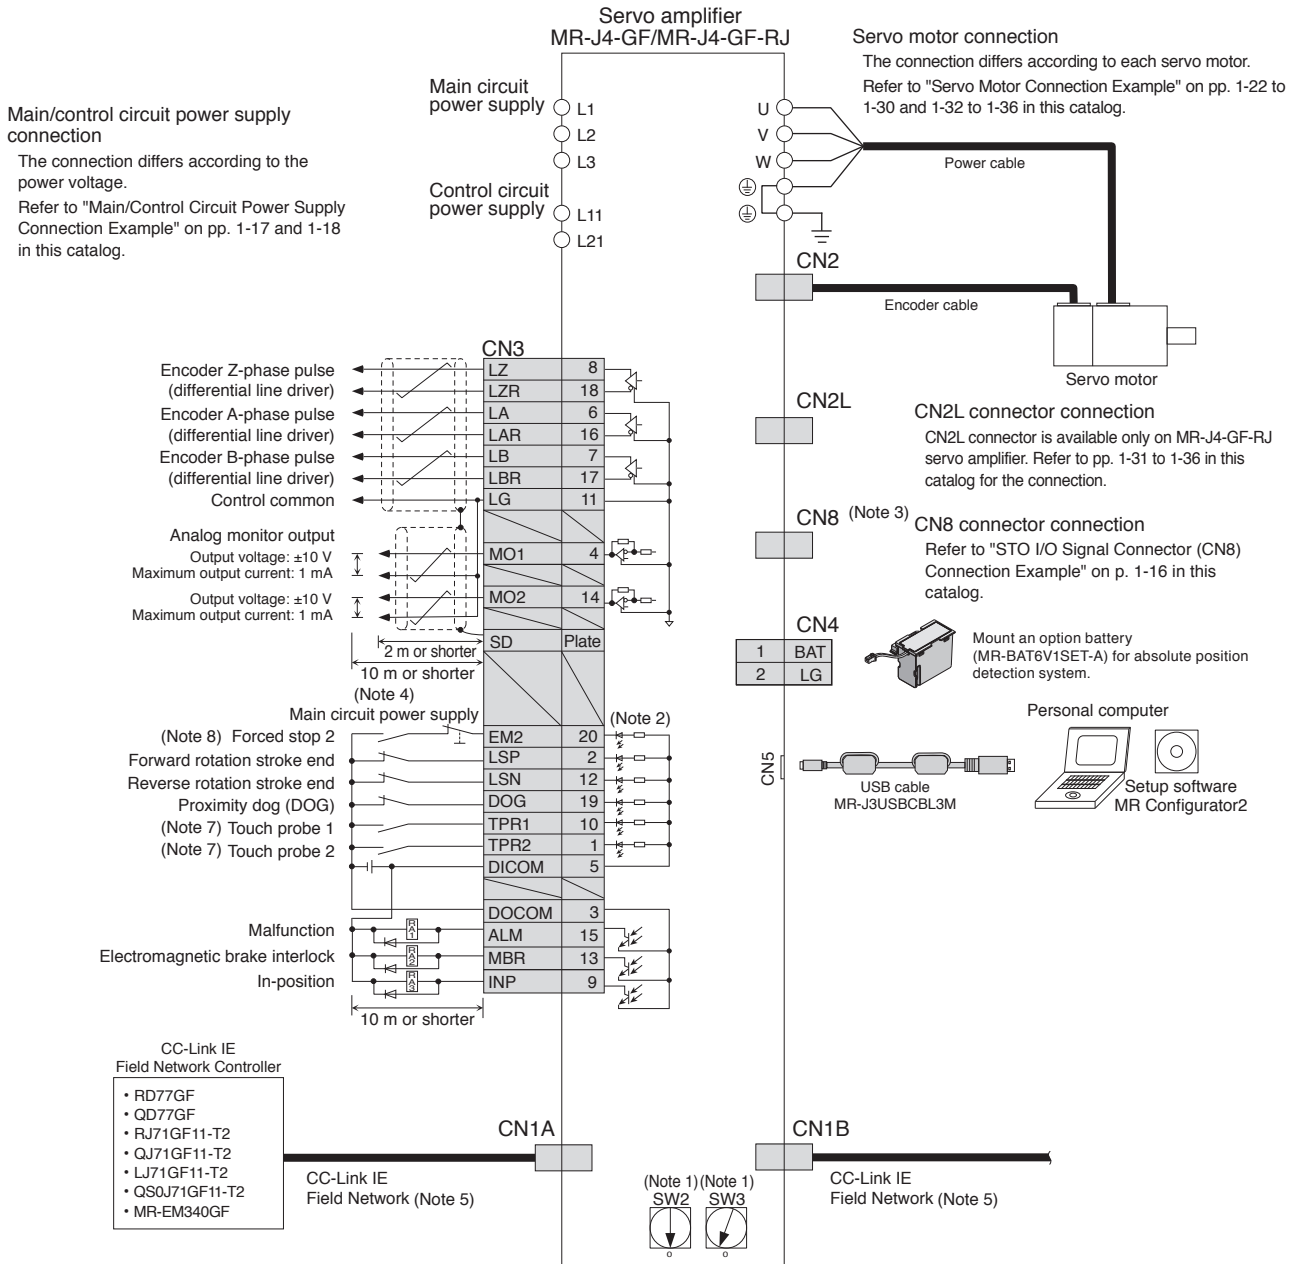 Servo amplifier
MR-J4-GF/MR-J4-GF-RJ
Servo motor connection
The connection differs according to each servo motor.
Refer to "Servo Motor Connection Example" on pp. 1-22 to
1-30 and 1-32 to 1-36 in this catalog.
Main/control circuit power supply
connection
The connection differs according to the
power voltage.
Refer to "Main/Control Circuit Power Supply
Connection Example" on pp. 1-17 and 1-18
in this catalog.
Main circuit
power supply
L1
L2
L3
Control circuit
power supply
L11
L21
U
V
W
Power cable
CN2
Encoder cable
Servo motor
CN3
Encoder Z-phase pulse
(differential line driver)
Encoder A-phase pulse
(differential line driver)
Encoder B-phase pulse
(differential line driver)
Control common
LZ 8
LZR 18
LA 6
LAR 16
LB 7
LBR 17
LG 11
Analog monitor output
Output voltage: ±10 V
Maximum output current: 1 mA
Output voltage: ±10 V
Maximum output current: 1 mA
MO1 4
MO2 14
SD Plate
2 m or shorter
10 m or shorter
(Note 4)
CN2L
CN2L connector connection
CN2L connector is available only on MR-J4-GF-RJ
servo amplifier. Refer to pp. 1-31 to 1-36 in this
catalog for the connection.
CN8 (Note 3)
CN8 connector connection
Refer to "STO I/O Signal Connector (CN8)
Connection Example" on p. 1-16 in this
catalog.
CN4
1 BAT
2 LG
Mount an option battery
(MR-BAT6V1SET-A) for absolute position
detection system.
Main circuit power supply
(Note 2)
(Note 8) Forced stop 2
Forward rotation stroke end
Reverse rotation stroke end
Proximity dog (DOG)
(Note 7) Touch probe 1
(Note 7) Touch probe 2
EM2 20
LSP 2
LSN 12
DOG 19
TPR1 10
TPR2 1
DICOM 5
DOCOM 3
CN5
USB cable
MR-J3USBCBL3M
Personal computer
Setup software
MR Configurator2
Malfunction
Electromagnetic brake interlock
In-position
RA1
RA2
RA3
ALM 15
MBR 13
INP 9
10 m or shorter
CC-Link IE
Field Network Controller
• RD77GF
• QD77GF
• RJ71GF11-T2
• QJ71GF11-T2
• LJ71GF11-T2
• QS0J71GF11-T2
• MR-EM340GF
CN1A
CC-Link IE
Field Network (Note 5)
CN1B
CC-Link IE
Field Network (Note 5)
(Note 1) (Note 1)
SW2 SW3
0 0